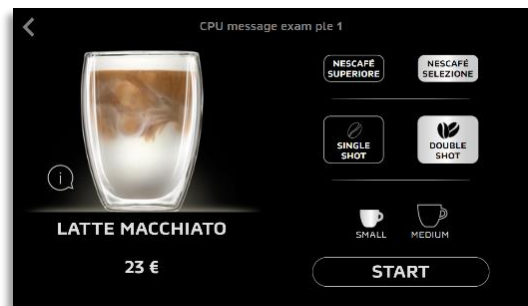 CPU message exam ple 1
NESCAFÉ SUPERIORE
NESCAFÉ SELEZIONE
SINGLE SHOT
DOUBLE SHOT
i
SMALL
MEDIUM
LATTE MACCHIATO
23 €
START